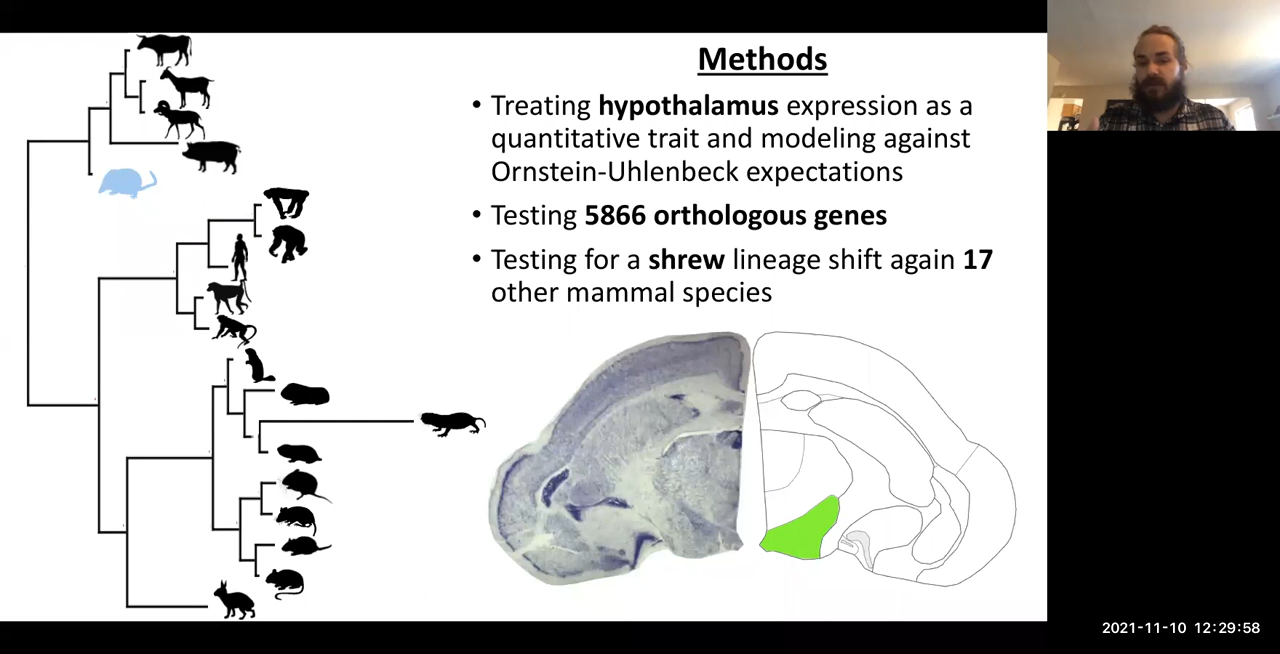 Methods
• Treating hypothalamus expression as a
quantitative trait and modeling against
Ornstein-Uhlenbeck expectations
• Testing 5866 orthologous genes
• Testing for a shrew lineage shift again 17
other mammal species
2021-11-10 12:29:58